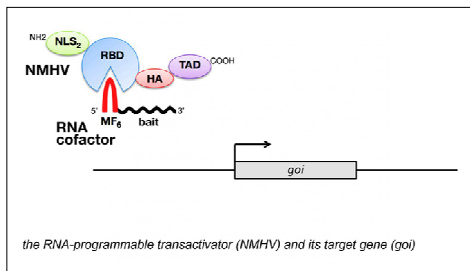 NH2
NLS2
RBD
TAD
COOH
NMHV
HA
5'
MF6
bait
3'
RNA
cofactor
goi
the RNA-programmable transactivator (NMHV) and its target gene (goi)